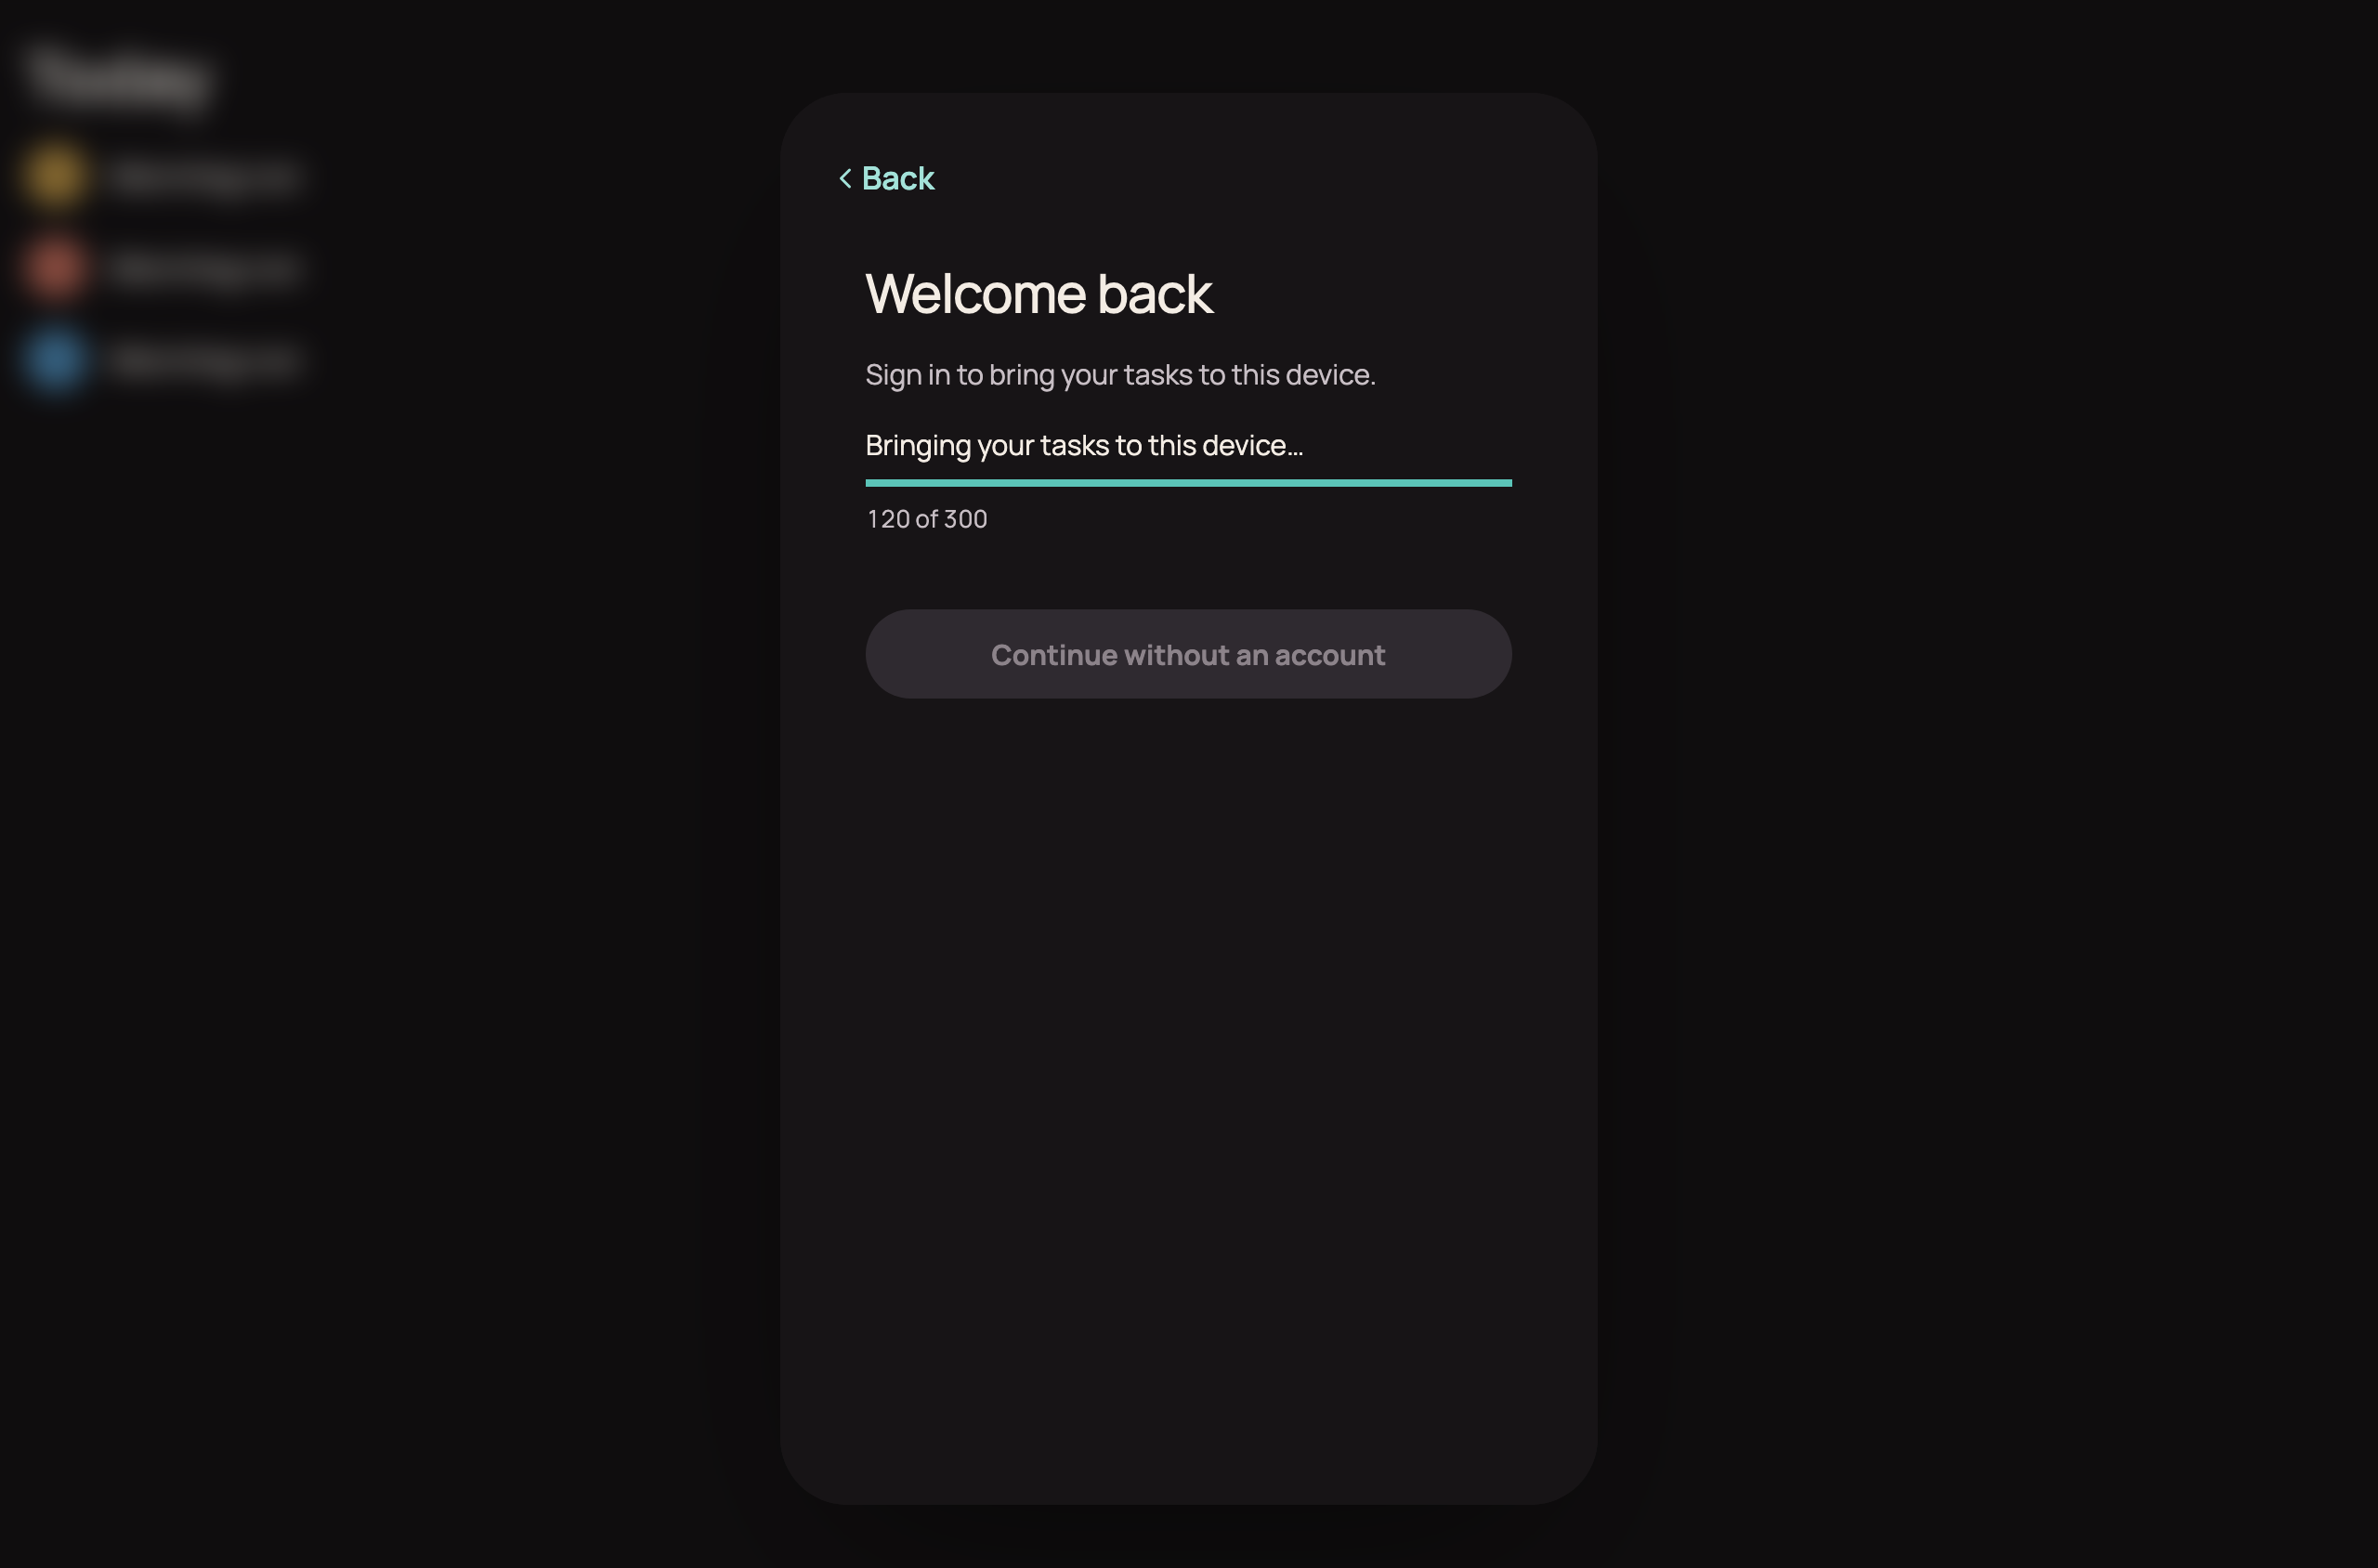 Today
Back
Welcome back
Sign in to bring your tasks to this device.
Bringing your tasks to this device…
120 of 300
Continue without an account